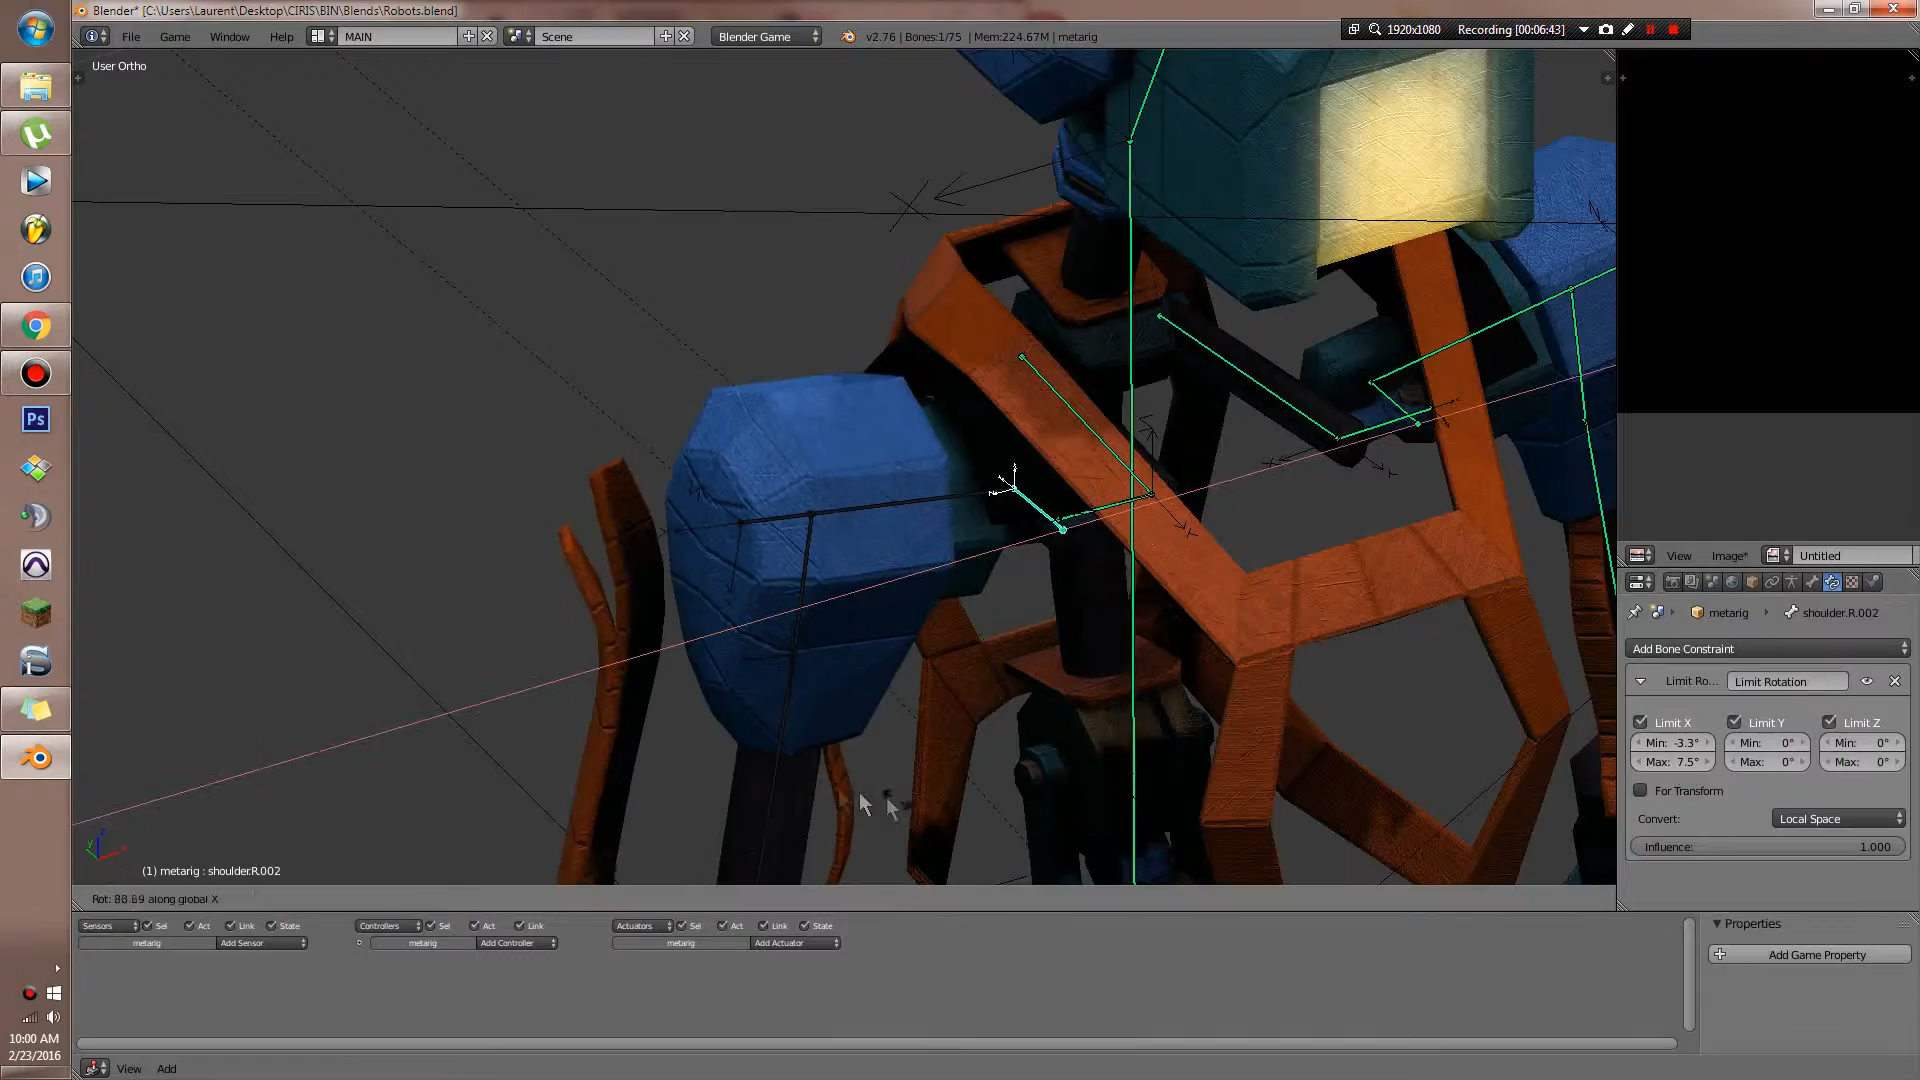 Blender* [C:\Users\Laurent\Desktop\CIRIS\BIN\Blends\Robots.blend]
File Game Window Help MAIN Scene Blender Game v2.76 | Bones:1/75 | Mem:224.67M | metarig
1920x1080 Recording [00:06:43]
User Ortho
Ps
View Image* Untitled
metarig shoulder.R.002
Add Bone Constraint
Limit Ro... Limit Rotation
Limit X Limit Y Limit Z
Min: -3.3° Min: 0° Min: 0°
Max: 7.5° Max: 0° Max: 0°
For Transform
Convert: Local Space
Influence: 1.000
(1) metarig : shoulder.R.002
along global X
Sensors Sel Act Link State Controllers Sel Act Link Actuators Sel Act Link State
metarig Add Sensor metarig Add Controller metarig Add Actuator
Properties
Add Game Property
10:00 AM
2/23/2016
View Add